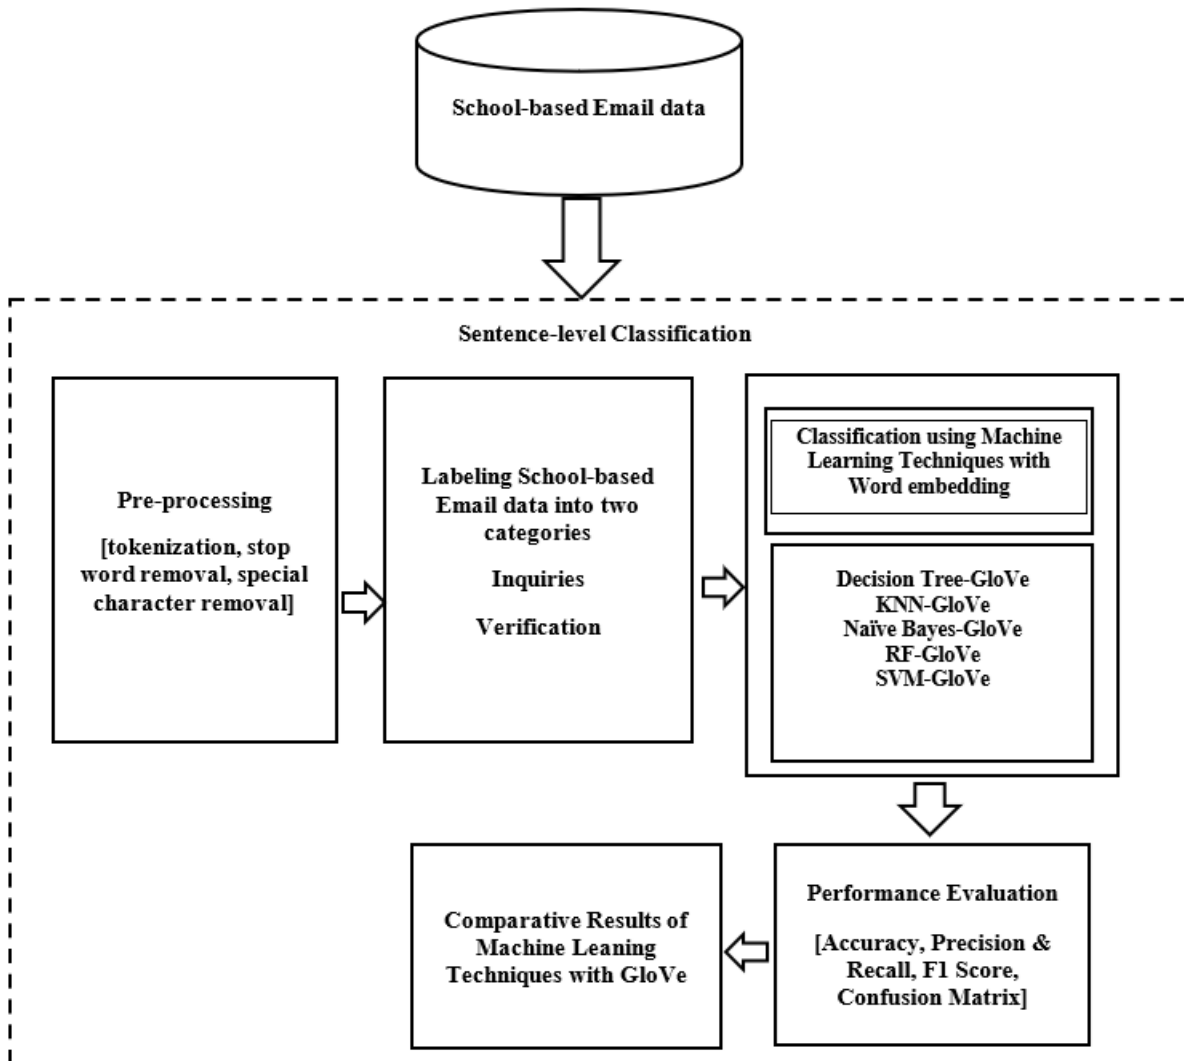 School-based Email data
Sentence-level Classification
Pre-processing
[tokenization, stop
word removal, special
character removal]
Labeling School-based
Email data into two
categories
Inquiries
Verification
Classification using Machine
Learning Techniques with
Word embedding
Decision Tree-GloVe
KNN-GloVe
Naïve Bayes-GloVe
RF-GloVe
SVM-GloVe
Performance Evaluation
[Accuracy, Precision &
Recall, F1 Score,
Confusion Matrix]
Comparative Results of
Machine Leaning
Techniques with GloVe